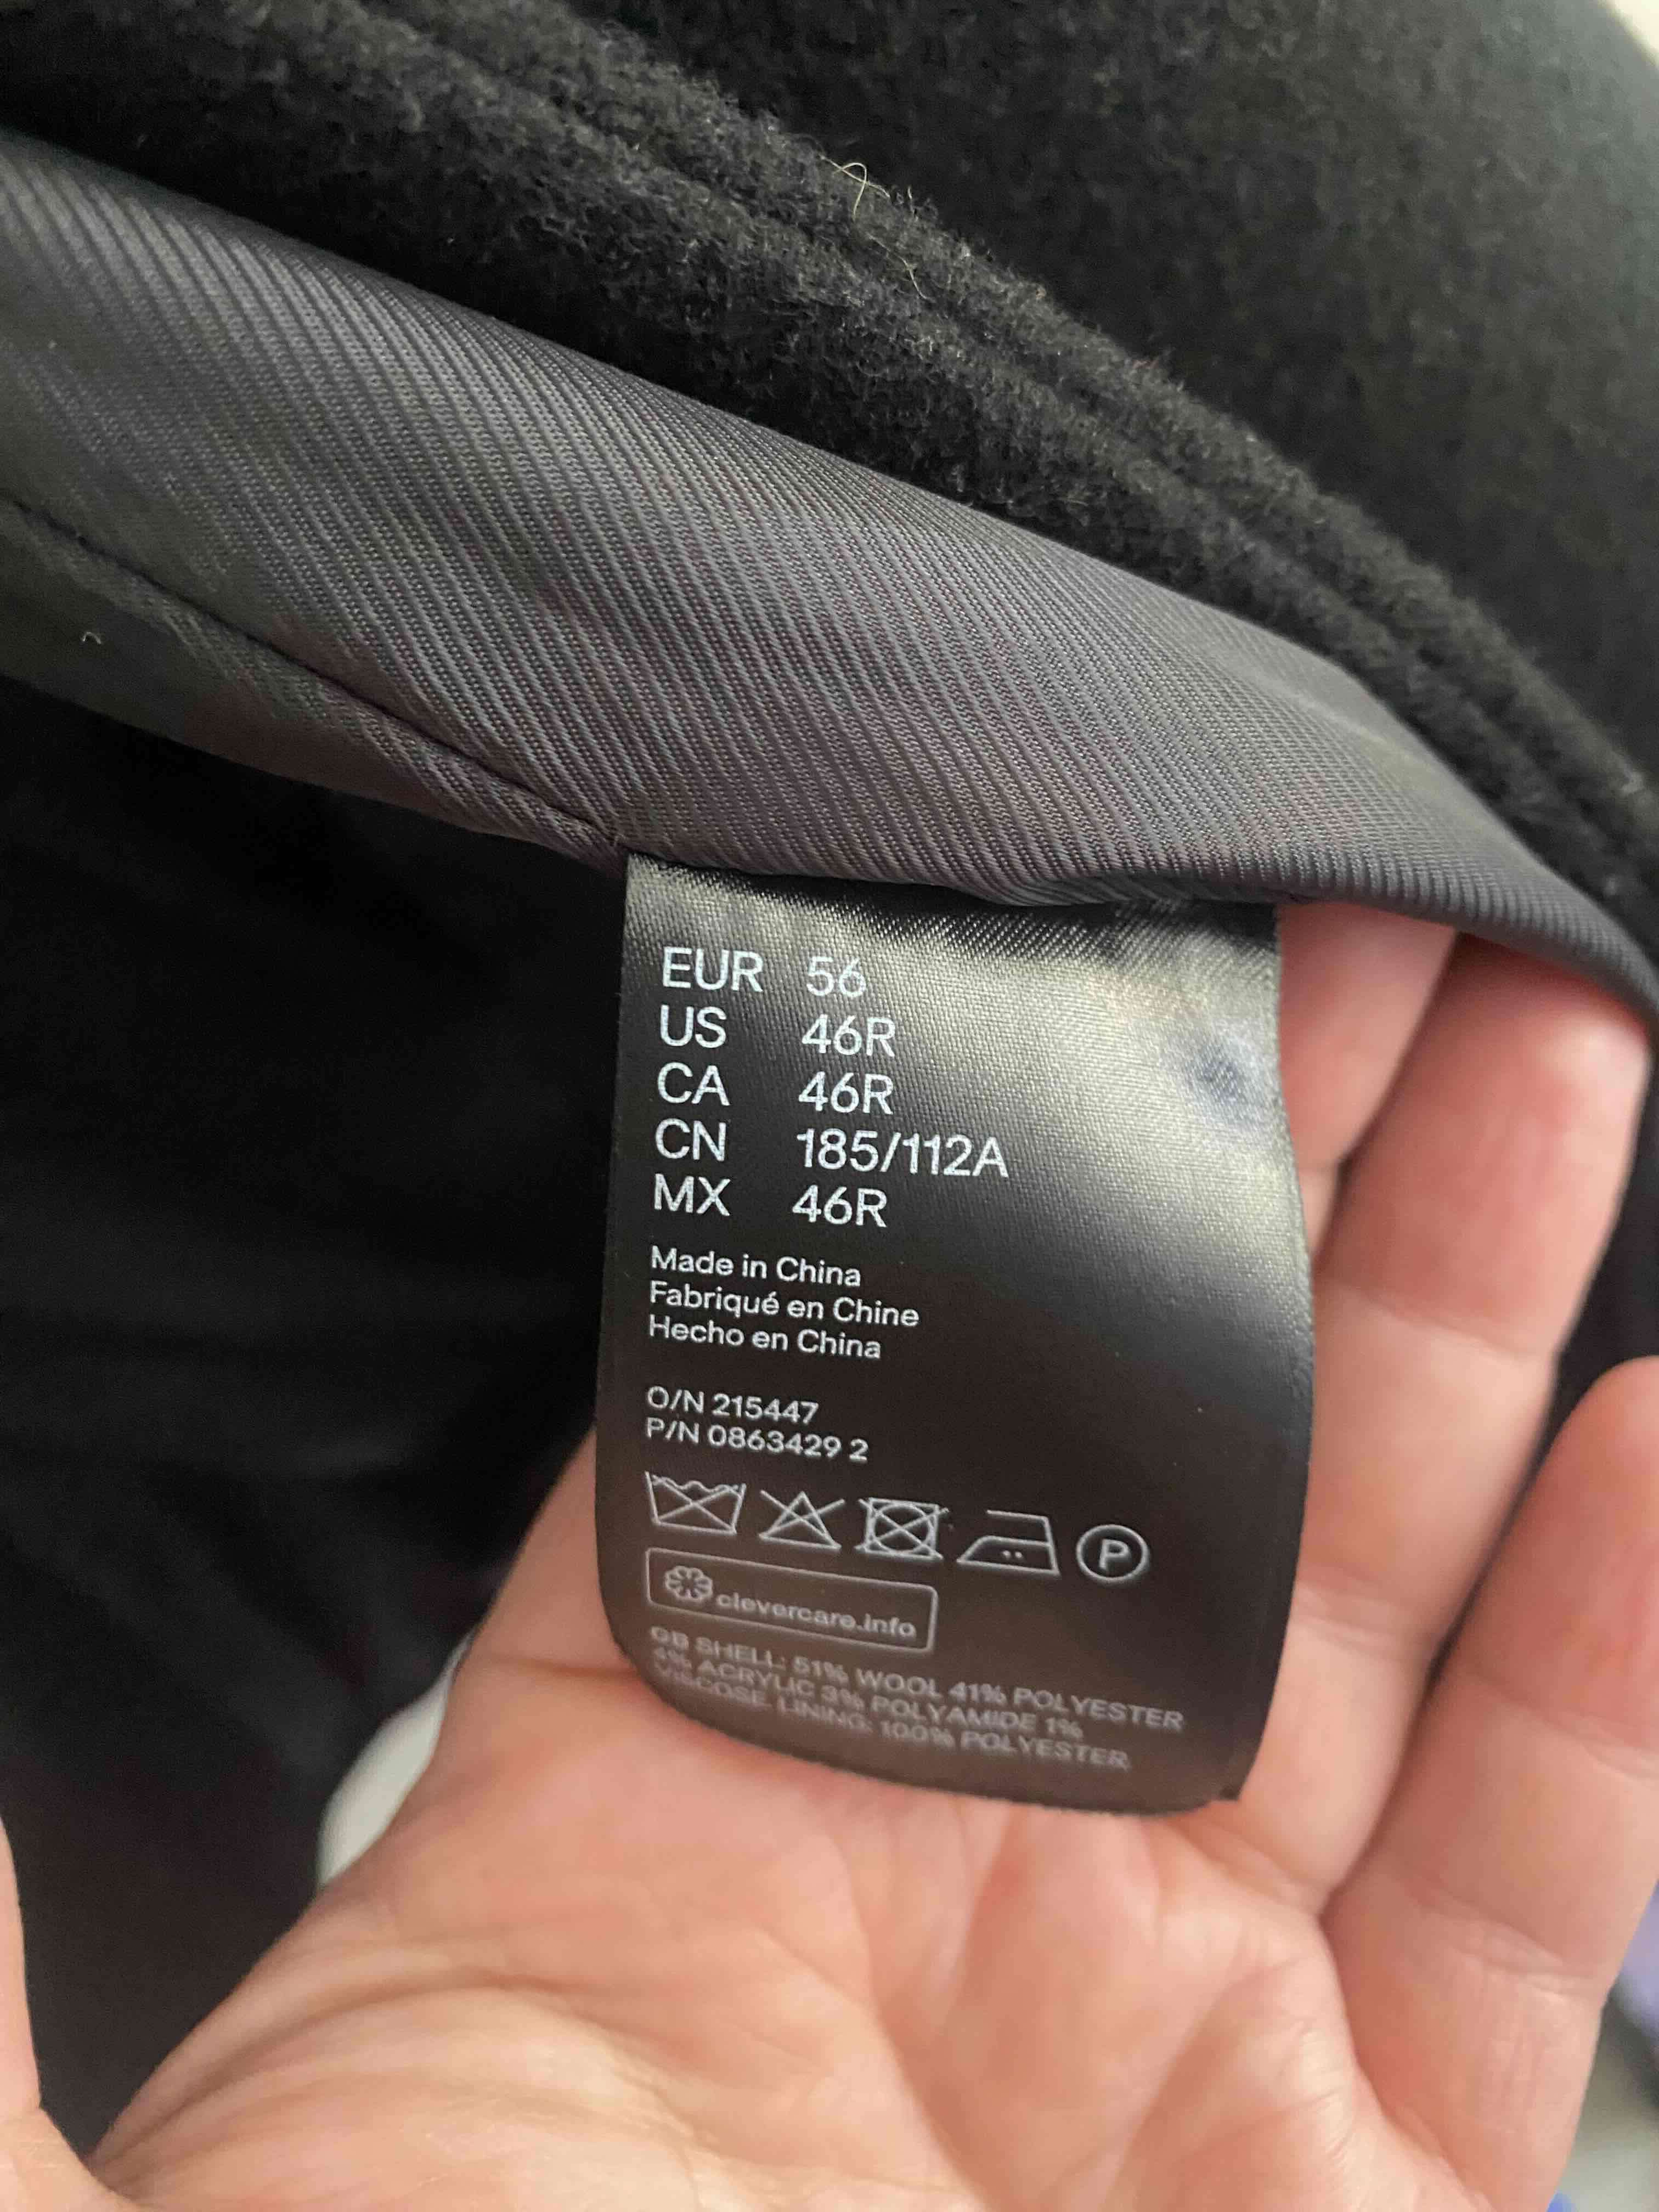 EUR 56
US 46R
CA 46R
CN 185/112A
MX 46R
Made in China
Fabriqué en Chine
Hecho en China
O/N 215447
P/N 0863429 2
P
clevercare.info
GB SHELL: 51% WOOL 41% POLYESTER
4% ACRYLIC 3% POLYAMIDE 1%
VISCOSE. LINING: 100% POLYESTER